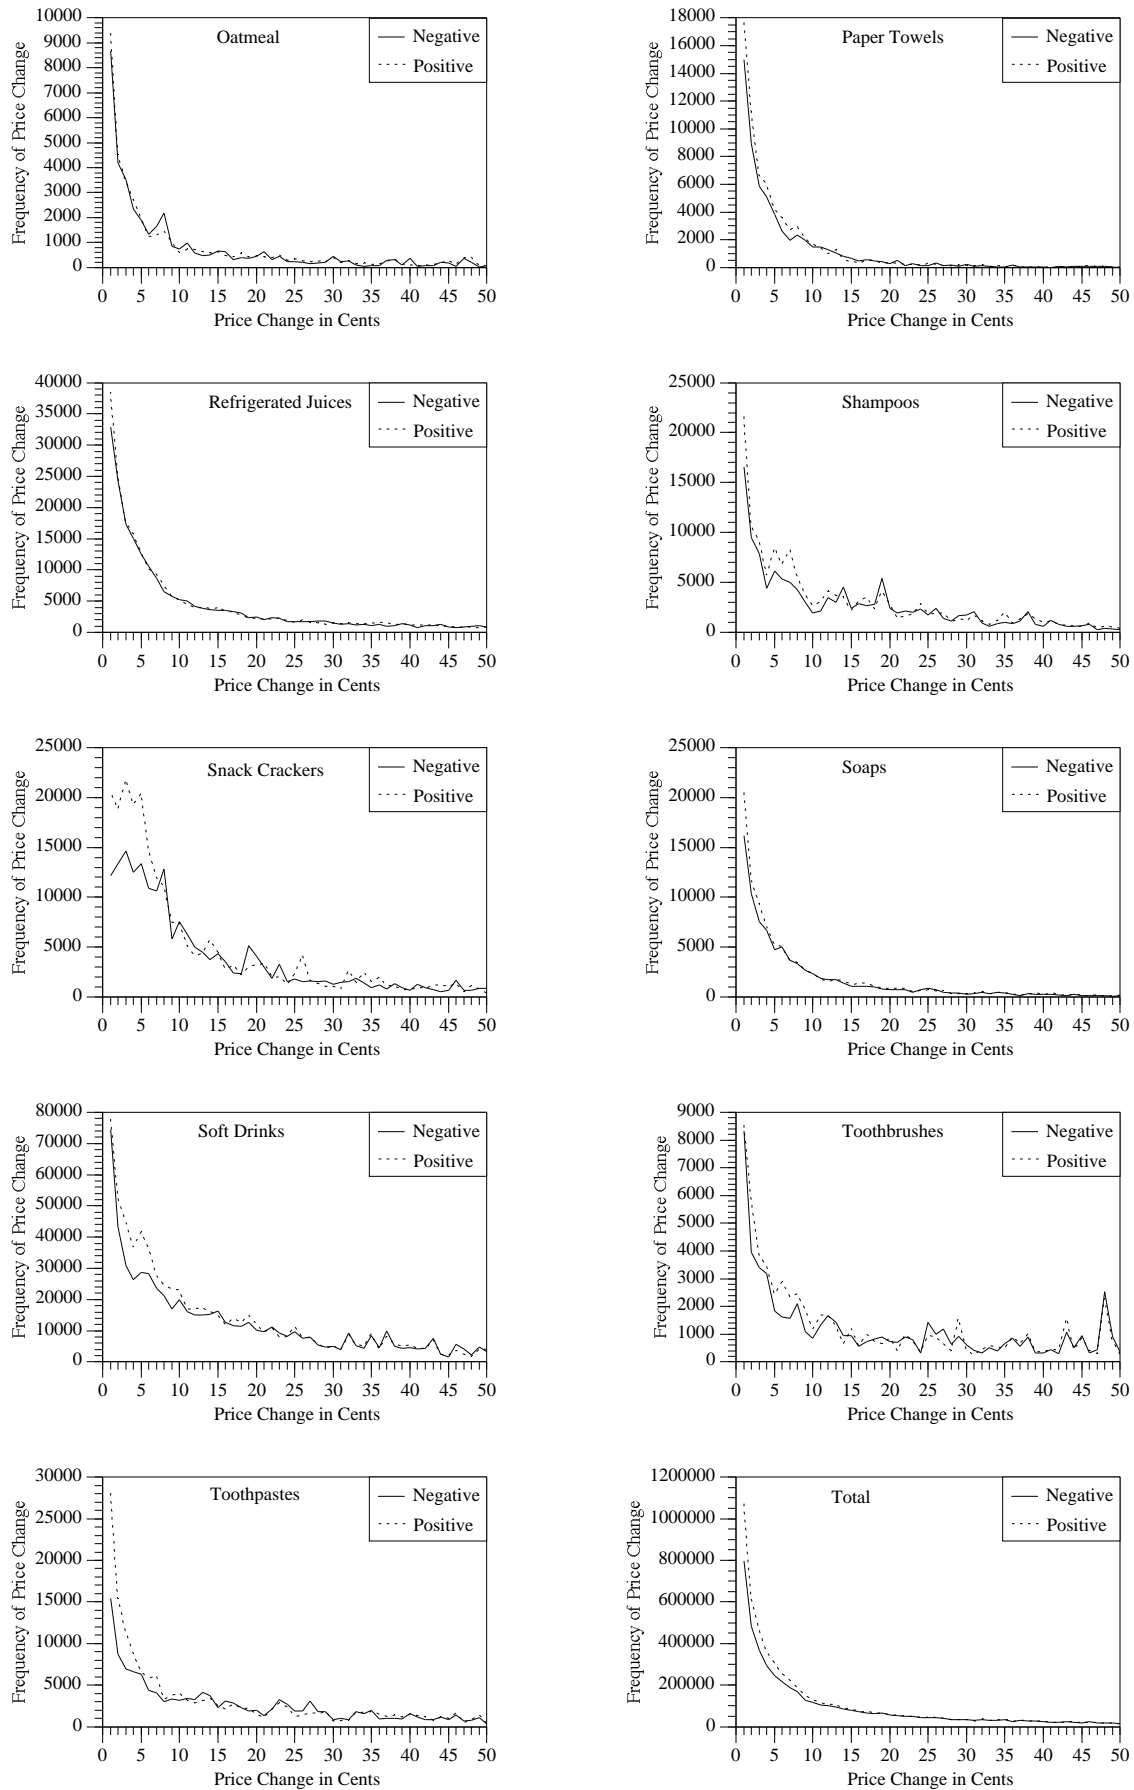 10000
9000
8000
7000
6000
5000
4000
3000
2000
1000
0
Frequency of Price Change
Oatmeal
Negative
Positive
0 5 10 15 20 25 30 35 40 45 50
Price Change in Cents
18000
16000
14000
12000
10000
8000
6000
4000
2000
0
Frequency of Price Change
Paper Towels
Negative
Positive
0 5 10 15 20 25 30 35 40 45 50
Price Change in Cents
40000
35000
30000
25000
20000
15000
10000
5000
0
Frequency of Price Change
Refrigerated Juices
Negative
Positive
0 5 10 15 20 25 30 35 40 45 50
Price Change in Cents
25000
20000
15000
10000
5000
0
Frequency of Price Change
Shampoos
Negative
Positive
0 5 10 15 20 25 30 35 40 45 50
Price Change in Cents
25000
20000
15000
10000
5000
0
Frequency of Price Change
Snack Crackers
Negative
Positive
0 5 10 15 20 25 30 35 40 45 50
Price Change in Cents
25000
20000
15000
10000
5000
0
Frequency of Price Change
Soaps
Negative
Positive
0 5 10 15 20 25 30 35 40 45 50
Price Change in Cents
80000
70000
60000
50000
40000
30000
20000
10000
0
Frequency of Price Change
Soft Drinks
Negative
Positive
0 5 10 15 20 25 30 35 40 45 50
Price Change in Cents
9000
8000
7000
6000
5000
4000
3000
2000
1000
0
Frequency of Price Change
Toothbrushes
Negative
Positive
0 5 10 15 20 25 30 35 40 45 50
Price Change in Cents
30000
25000
20000
15000
10000
5000
0
Frequency of Price Change
Toothpastes
Negative
Positive
0 5 10 15 20 25 30 35 40 45 50
Price Change in Cents
1200000
1000000
800000
600000
400000
200000
0
Frequency of Price Change
Total
Negative
Positive
0 5 10 15 20 25 30 35 40 45 50
Price Change in Cents